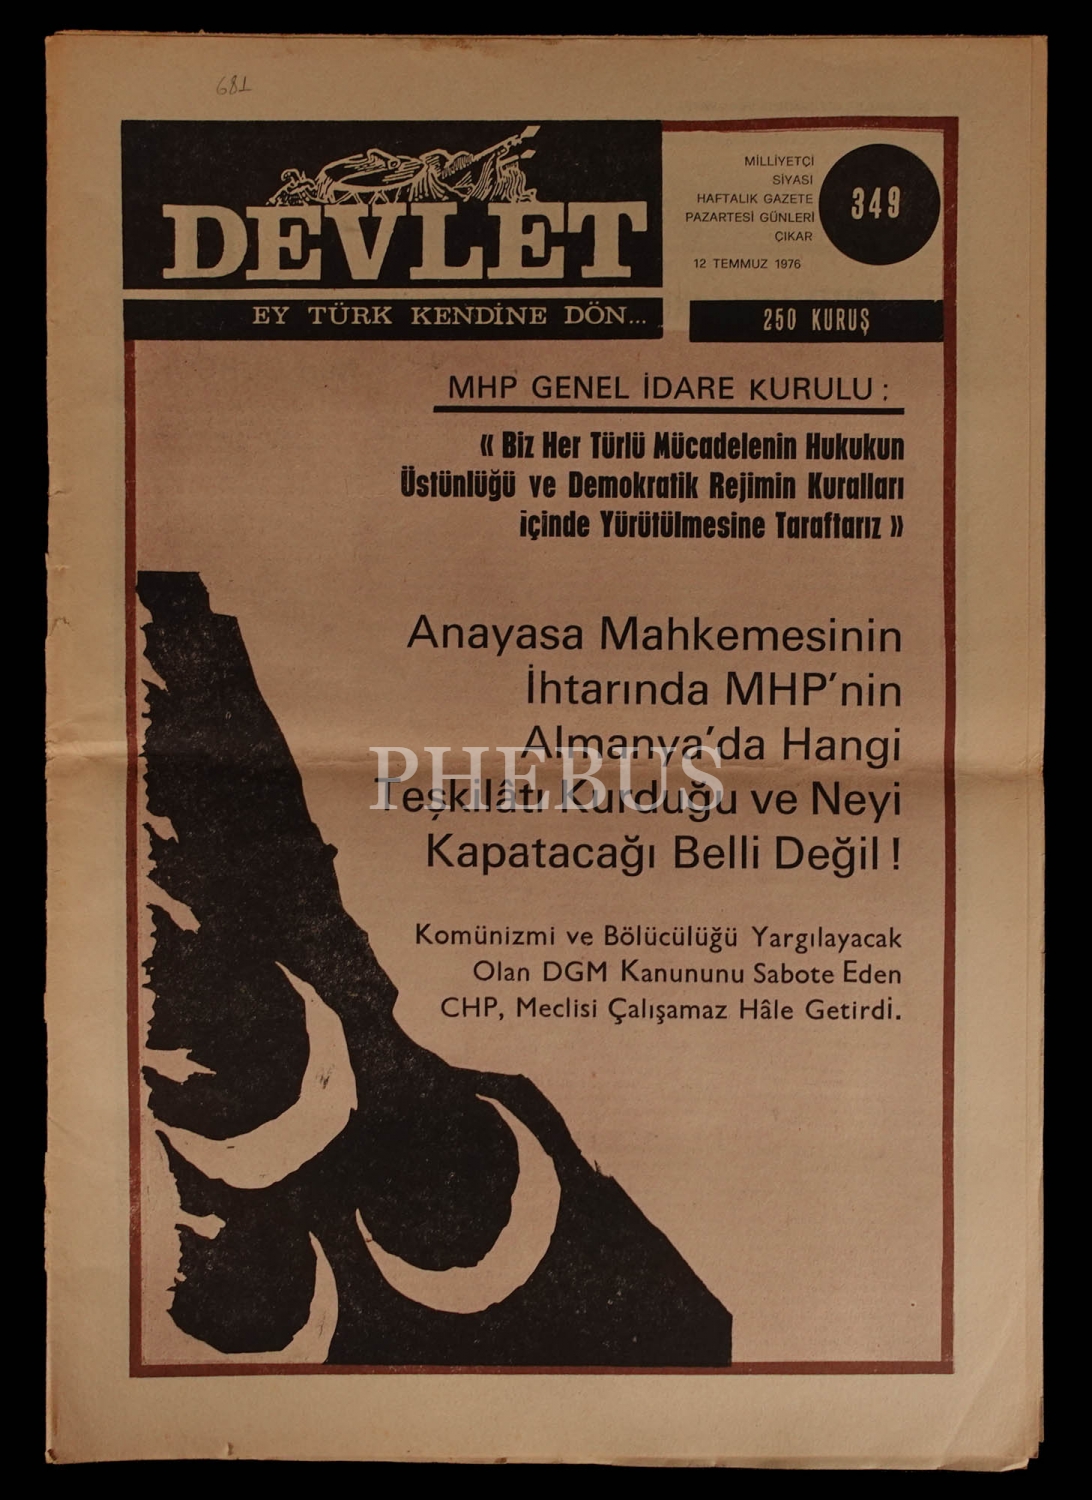 681
DEVLET
EY TÜRK KENDİNE DÖN...
MİLLİYETÇİ
SİYASİ
HAFTALIK GAZETE
PAZARTESİ GÜNLERİ
ÇIKAR
12 TEMMUZ 1976
349
250 KURUŞ
MHP GENEL İDARE KURULU :
« Biz Her Türlü Mücadelenin Hukukun
Üstünlüğü ve Demokratik Rejimin Kuralları
içinde Yürütülmesine Taraftarız »
Anayasa Mahkemesinin
İhtarında MHP'nin
Almanya'da Hangi
Teşkilâtı Kurduğu ve Neyi
Kapatacağı Belli Değil !
PHEBUS
Komünizmi ve Bölücülüğü Yargılayacak
Olan DGM Kanununu Sabote Eden
CHP, Meclisi Çalışamaz Hâle Getirdi.